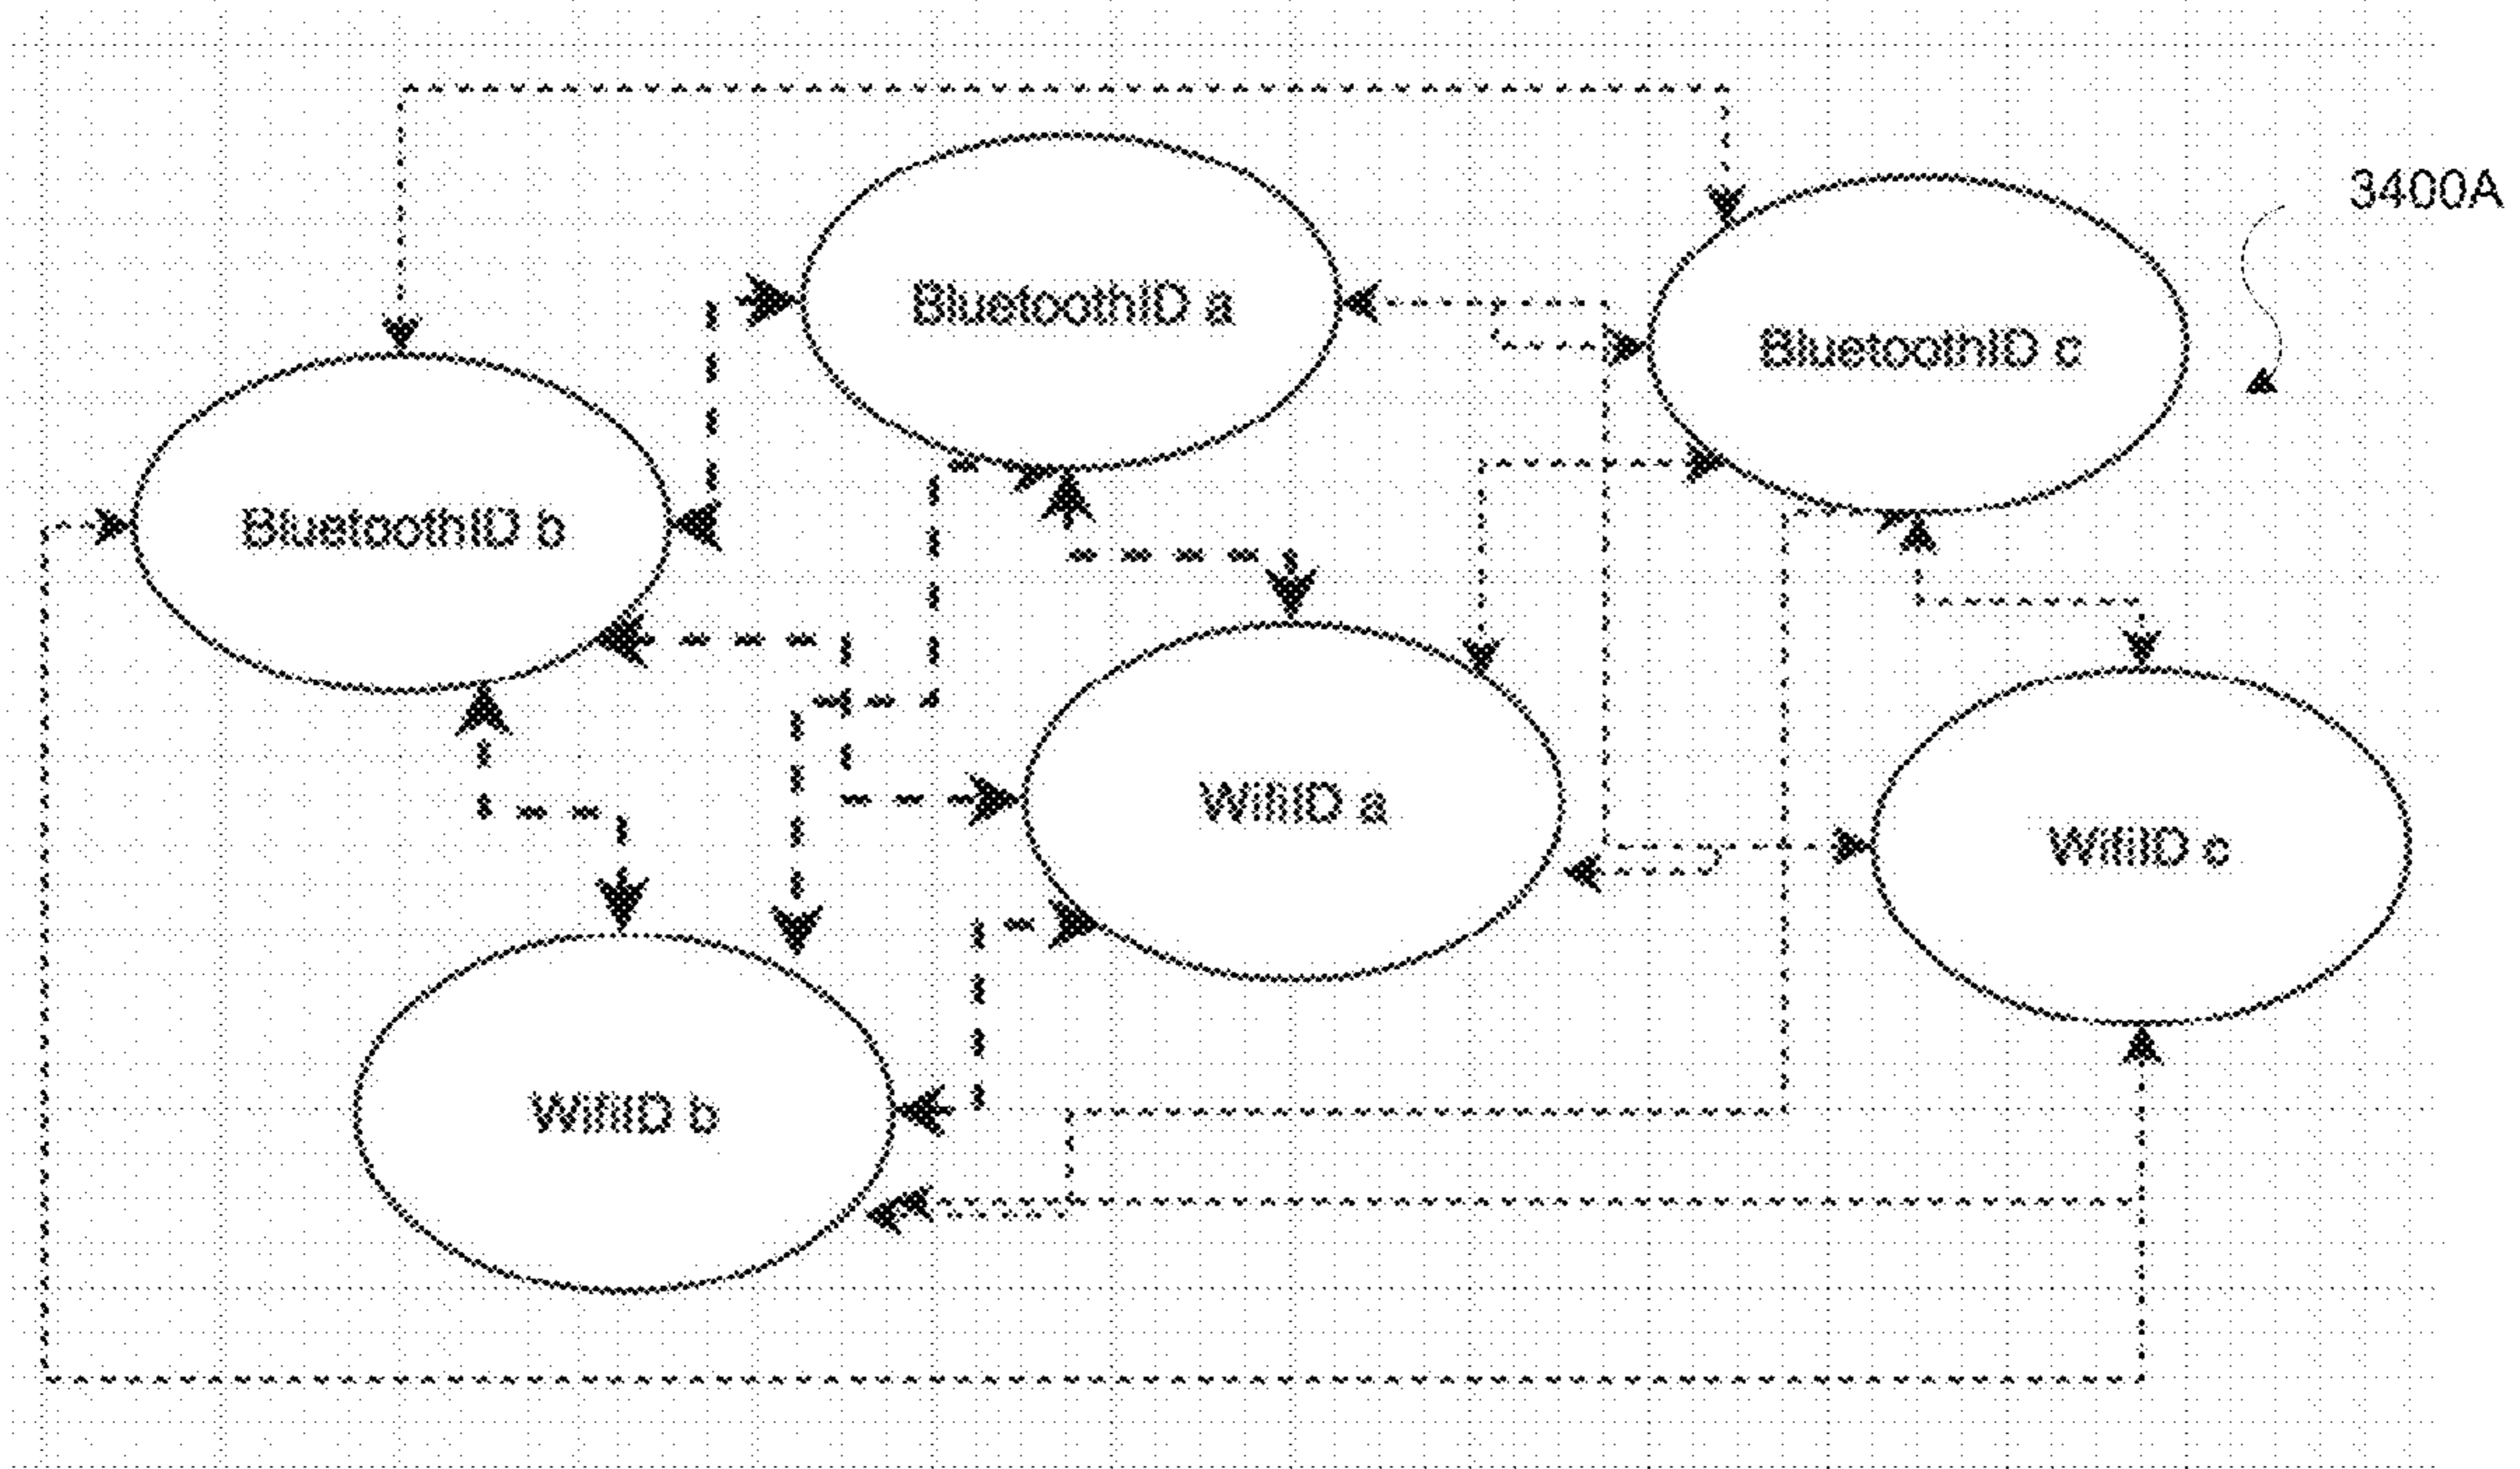 3400A
BluetoothID a
BluetoothID c
BluetoothID b
WifiID a
WifiID c
WifiID b